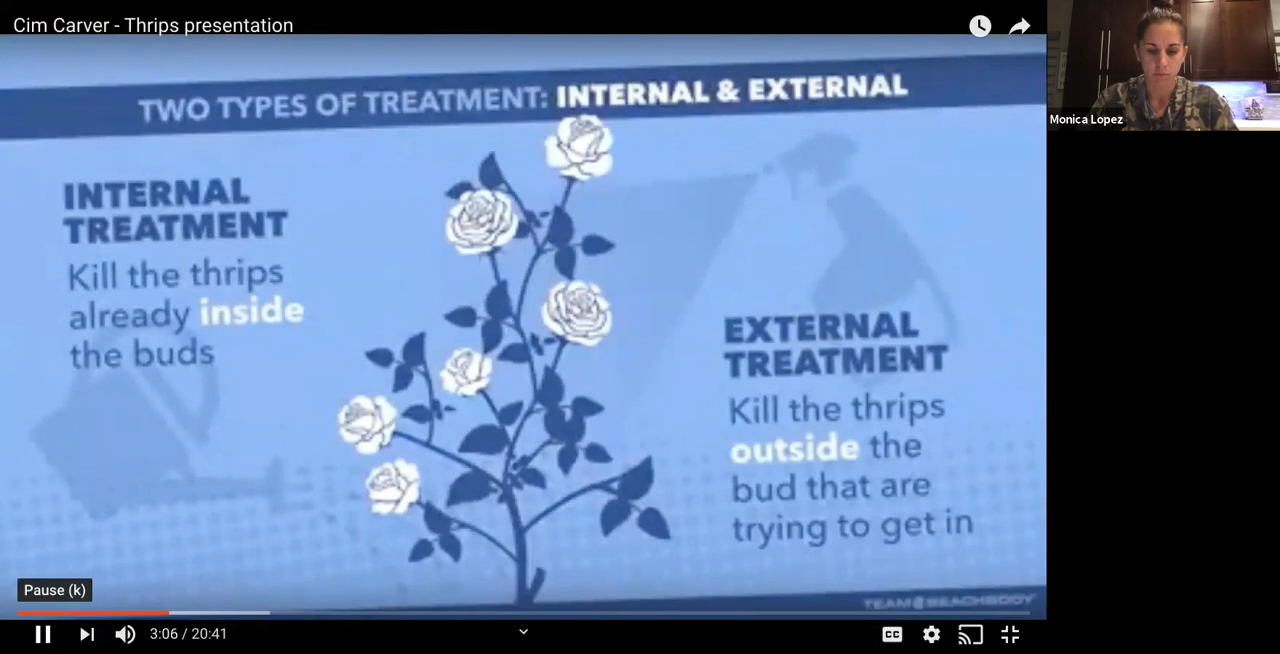 Cim Carver - Thrips presentation
TWO TYPES OF TREATMENT: INTERNAL & EXTERNAL
INTERNAL
TREATMENT
Kill the thrips
already inside
the buds
EXTERNAL
TREATMENT
Kill the thrips
outside the
bud that are
trying to get in
TEAM BEACHBODY
Pause (k)
3:06 / 20:41
CC
Monica Lopez